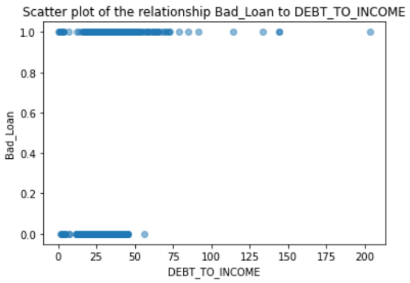 Scatter plot of the relationship Bad_Loan to DEBT_TO_INCOME
1.0
0.8
0.6
0.4
0.2
0.0
Bad_Loan
0 25 50 75 100 125 150 175 200
DEBT_TO_INCOME